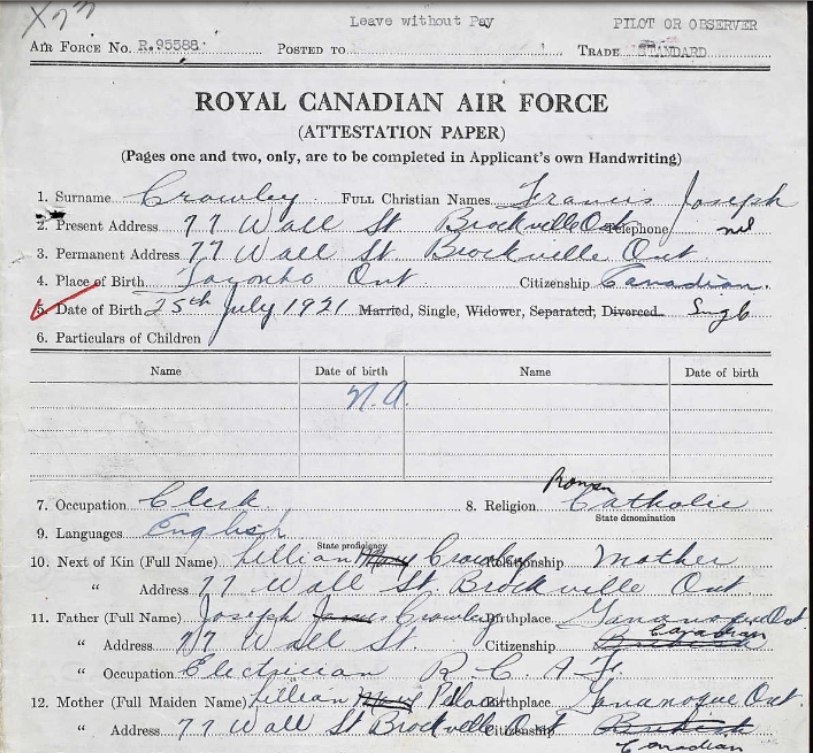 Leave without Pay PILOT OR OBSERVER
AIR FORCE No. R.95588 POSTED TO TRADE STANDARD
ROYAL CANADIAN AIR FORCE
(ATTESTATION PAPER)
(Pages one and two, only, are to be completed in Applicant's own Handwriting)
1. Surname Crowley FULL Christian Names Francis Joseph
2. Present Address 77 Wall St Brockville Ont Telephone nil
3. Permanent Address 77 Wall St. Brockville Ont
4. Place of Birth Toronto Ont. Citizenship Canadian.
5. Date of Birth 25th July 1921 Married, Single, Widower, Separated, Divorced Single
6. Particulars of Children
Name Date of birth Name Date of birth
N.A.
7. Occupation Clerk 8. Religion Roman Catholic
State denomination
9. Languages English
State proficiency
10. Next of Kin (Full Name) Lillian Mary Crowley Relationship Mother
" Address 77 Wall St. Brockville Ont.
11. Father (Full Name) Joseph James Crowley Birthplace Gananoque Ont.
" Address 77 Wall St. Citizenship British Canadian
" Occupation Electrician R.C.A.F.
12. Mother (Full Maiden Name) Lillian Mary Birthplace Gananoque Ont.
" Address 77 Wall St Brockville Ont Citizenship British
Canadian